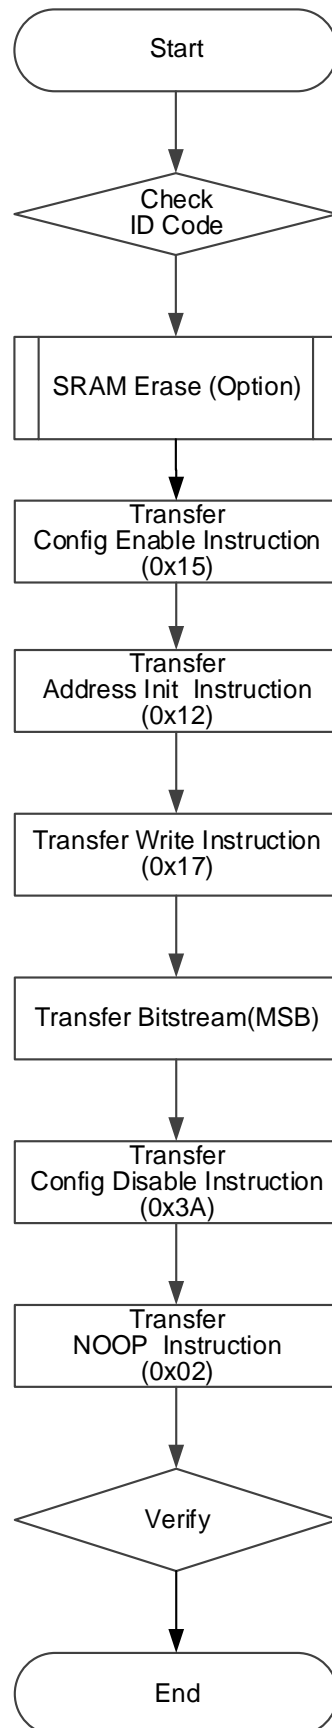 Start
Check
ID Code
SRAM Erase (Option)
Transfer
Config Enable Instruction
(0x15)
Transfer
Address Init  Instruction
(0x12)
Transfer Write Instruction
(0x17)
Transfer Bitstream(MSB)
Transfer
Config Disable Instruction
(0x3A)
Transfer
NOOP  Instruction
(0x02)
Verify
End